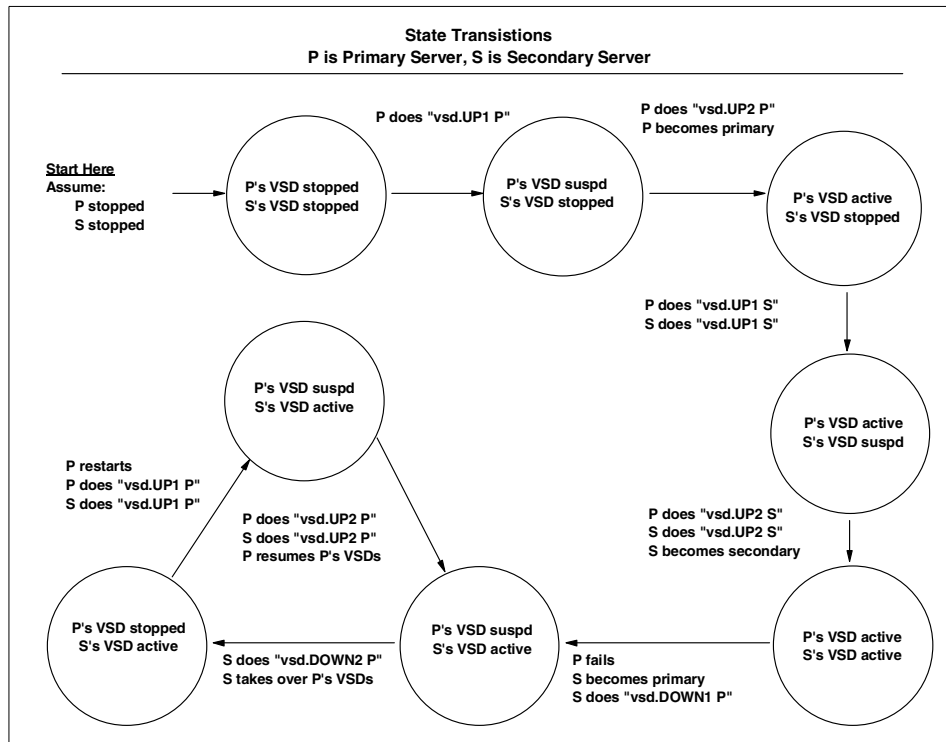 State Transistions
P is Primary Server, S is Secondary Server
Start Here
Assume:
P stopped
S stopped
P's VSD stopped
S's VSD stopped
P does "vsd.UP1 P"
P's VSD suspd
S's VSD stopped
P does "vsd.UP2 P"
P becomes primary
P's VSD active
S's VSD stopped
P does "vsd.UP1 S"
S does "vsd.UP1 S"
P's VSD active
S's VSD suspd
P does "vsd.UP2 S"
S does "vsd.UP2 S"
S becomes secondary
P's VSD active
S's VSD active
P fails
S becomes primary
S does "vsd.DOWN1 P"
P's VSD suspd
S's VSD active
S does "vsd.DOWN2 P"
S takes over P's VSDs
P's VSD stopped
S's VSD active
P restarts
P does "vsd.UP1 P"
S does "vsd.UP1 P"
P's VSD suspd
S's VSD active
P does "vsd.UP2 P"
S does "vsd.UP2 P"
P resumes P's VSDs